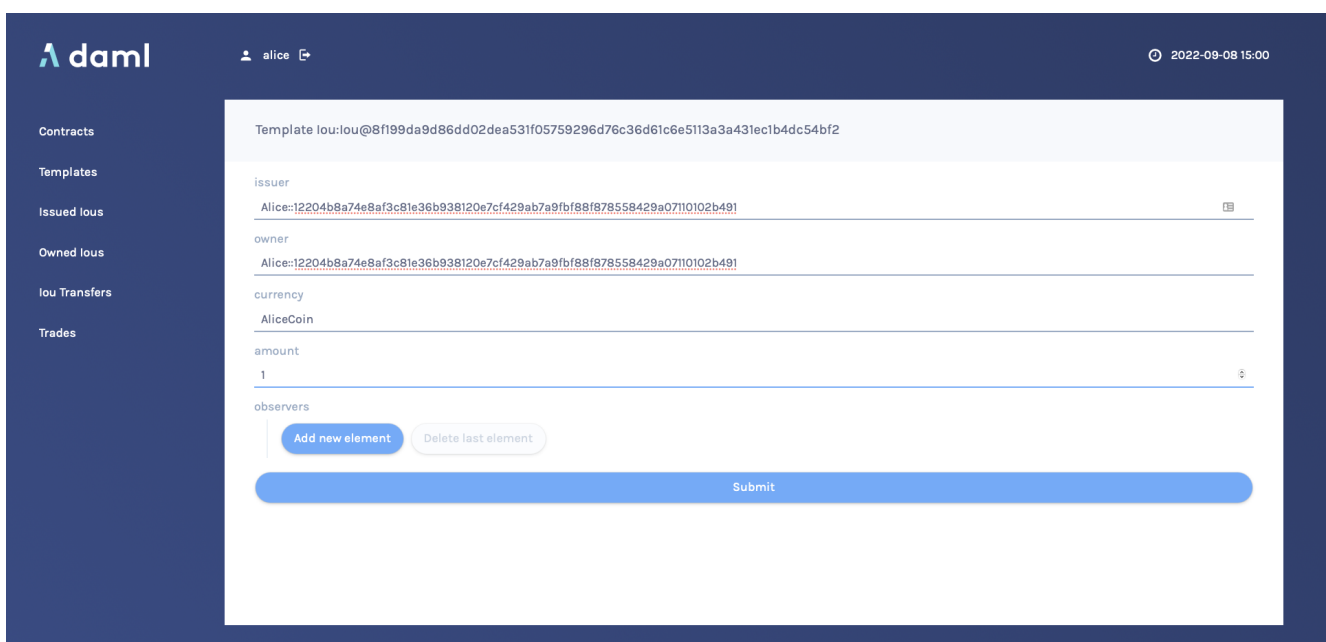 daml
alice
2022-09-08 15:00
Contracts
Templates
Issued Ious
Owned Ious
Iou Transfers
Trades
Template Iou:Iou@8f199da9d86dd02dea531f05759296d76c36d61c6e5113a3a431ec1b4dc54bf2
issuer
Alice::12204b8a74e8af3c81e36b938120e7cf429ab7a9fbf88f878558429a07110102b491
owner
Alice::12204b8a74e8af3c81e36b938120e7cf429ab7a9fbf88f878558429a07110102b491
currency
AliceCoin
amount
1
observers
Add new element
Delete last element
Submit